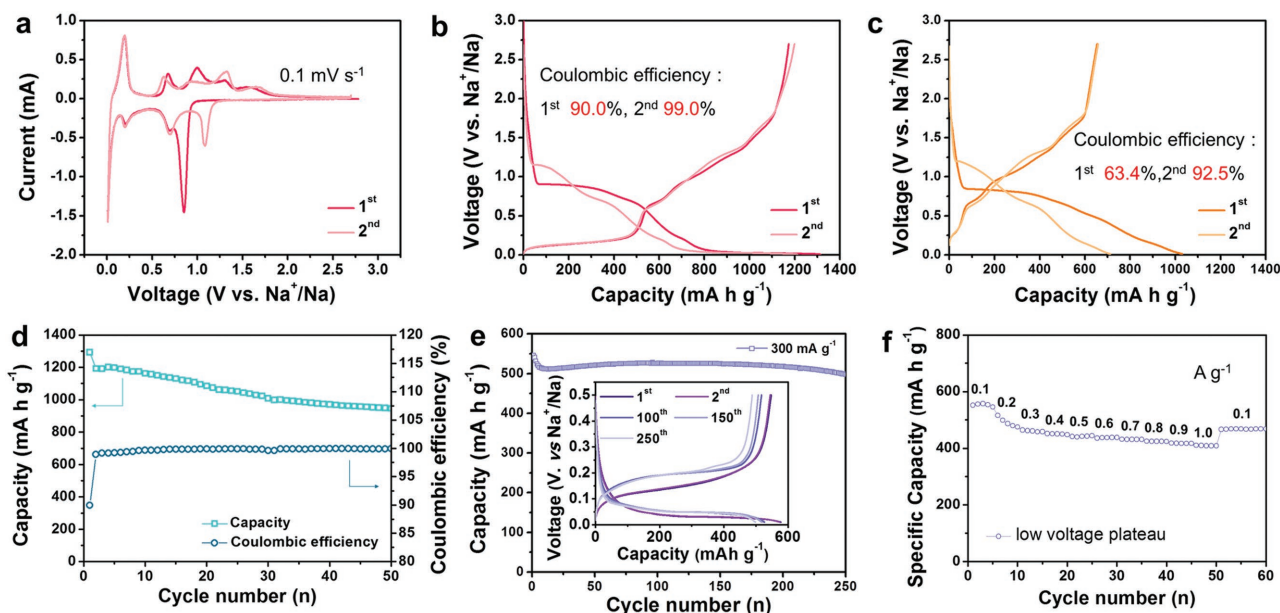 a
Current (mA)
1.0
0.5
0.0
-0.5
-1.0
-1.5
-2.0
0.1 mV s⁻¹
1ˢᵗ
2ⁿᵈ
0.0 0.5 1.0 1.5 2.0 2.5 3.0
Voltage (V vs. Na⁺/Na)
b
Voltage (V vs. Na⁺/Na)
3.0
2.5
2.0
1.5
1.0
0.5
0.0
Coulombic efficiency :
1ˢᵗ 90.0%, 2ⁿᵈ 99.0%
1ˢᵗ
2ⁿᵈ
0 200 400 600 800 1000 1200 1400
Capacity (mA h g⁻¹)
c
Voltage (V vs. Na⁺/Na)
3.0
2.5
2.0
1.5
1.0
0.5
0.0
Coulombic efficiency :
1ˢᵗ 63.4%,2ⁿᵈ 92.5%
1ˢᵗ
2ⁿᵈ
0 200 400 600 800 1000 1200 1400
Capacity (mA h g⁻¹)
d
Capacity (mA h g⁻¹)
1400
1200
1000
800
600
400
200
0
Capacity
Coulombic efficiency
120
115
110
105
100
95
90
85
80
Coulombic efficiency (%)
0 10 20 30 40 50
Cycle number (n)
e
Capacity (mA h g⁻¹)
600
500
400
300
200
100
0
300 mA g⁻¹
Voltage (V. vs Na⁺/Na)
0.5
0.4
0.3
0.2
0.1
0.0
1ˢᵗ 2ⁿᵈ
100ᵗʰ 150ᵗʰ
250ᵗʰ
0 200 400 600
Capacity (mAh g⁻¹)
0 50 100 150 200 250
Cycle number (n)
f
Specific Capacity (mA h g⁻¹)
800
600
400
200
0
A g⁻¹
0.1 0.2 0.3 0.4 0.5 0.6 0.7 0.8 0.9 1.0 0.1
low voltage plateau
0 10 20 30 40 50 60
Cycle number (n)